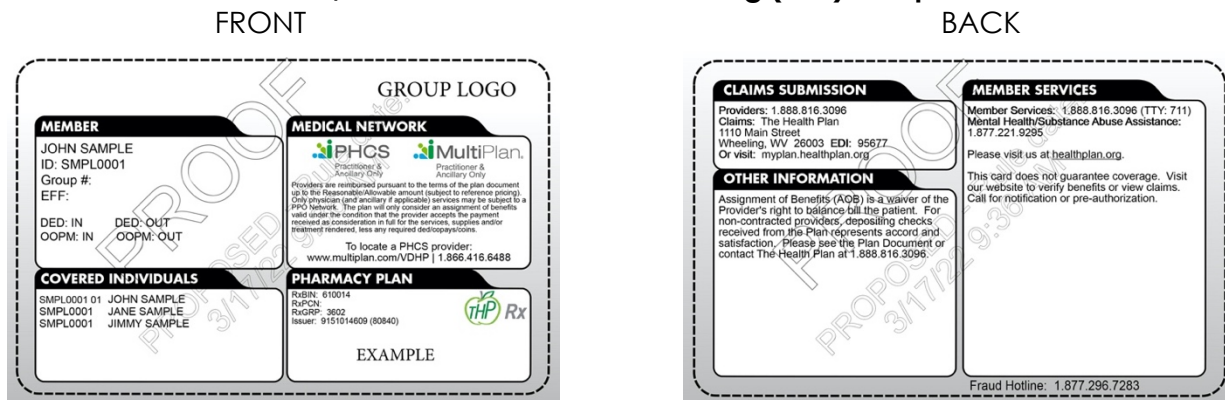 FRONT
GROUP LOGO
MEMBER
JOHN SAMPLE
ID: SMPL0001
Group #:
EFF:
DED: IN DED: OUT
OOPM: IN OOPM: OUT
MEDICAL NETWORK
PHCS MultiPlan.
Practitioner & Practitioner &
Ancillary Only Ancillary Only
Providers are reimbursed pursuant to the terms of the plan document
up to the Reasonable/Allowable amount (subject to reference pricing).
Only physician (and ancillary if applicable) services may be subject to a
PPO Network. The plan will only consider an assignment of benefits
valid under the condition that the provider accepts the payment
received as consideration in full for the services, supplies and/or
treatment rendered, less any required ded/copays/coins.
To locate a PHCS provider:
www.multiplan.com/VDHP | 1.866.416.6488
COVERED INDIVIDUALS
SMPL0001 01 JOHN SAMPLE
SMPL0001 JANE SAMPLE
SMPL0001 JIMMY SAMPLE
PHARMACY PLAN
RxBIN: 610014
RxPCN:
RxGRP: 3602
Issuer: 9151014609 (80840)
THP Rx
EXAMPLE
PROOF
PROPOSED
3/17/22 9:36
BACK
CLAIMS SUBMISSION
Providers: 1.888.816.3096
Claims: The Health Plan
1110 Main Street
Wheeling, WV 26003 EDI: 95677
Or visit: myplan.healthplan.org
OTHER INFORMATION
Assignment of Benefits (AOB) is a waiver of the
Provider's right to balance bill the patient. For
non-contracted providers, depositing checks
received from the Plan represents accord and
satisfaction. Please see the Plan Document or
contact The Health Plan at 1.888.816.3096.
MEMBER SERVICES
Member Services: 1.888.816.3096 (TTY: 711)
Mental Health/Substance Abuse Assistance:
1.877.221.9295
Please visit us at healthplan.org.
This card does not guarantee coverage. Visit
our website to verify benefits or view claims.
Call for notification or pre-authorization.
Fraud Hotline: 1.877.296.7283
PROOF
PROPOSED
3/17/22 9:36